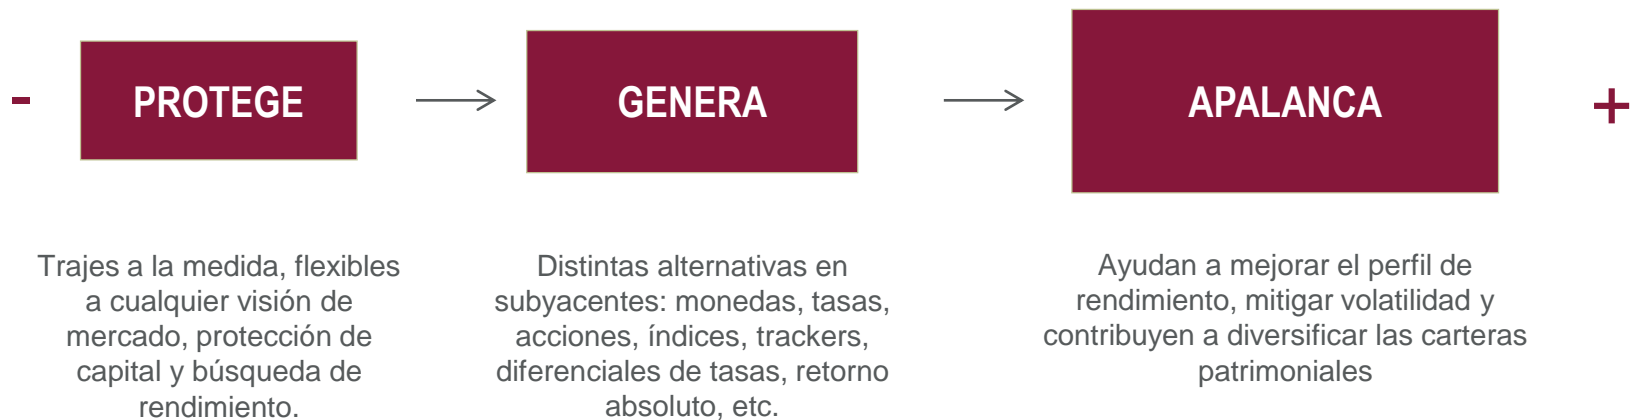 -
PROTEGE
GENERA
APALANCA
+
Trajes a la medida, flexibles
a cualquier visión de
mercado, protección de
capital y búsqueda de
rendimiento.
Distintas alternativas en
subyacentes: monedas, tasas,
acciones, índices, trackers,
diferenciales de tasas, retorno
absoluto, etc.
Ayudan a mejorar el perfil de
rendimiento, mitigar volatilidad y
contribuyen a diversificar las carteras
patrimoniales